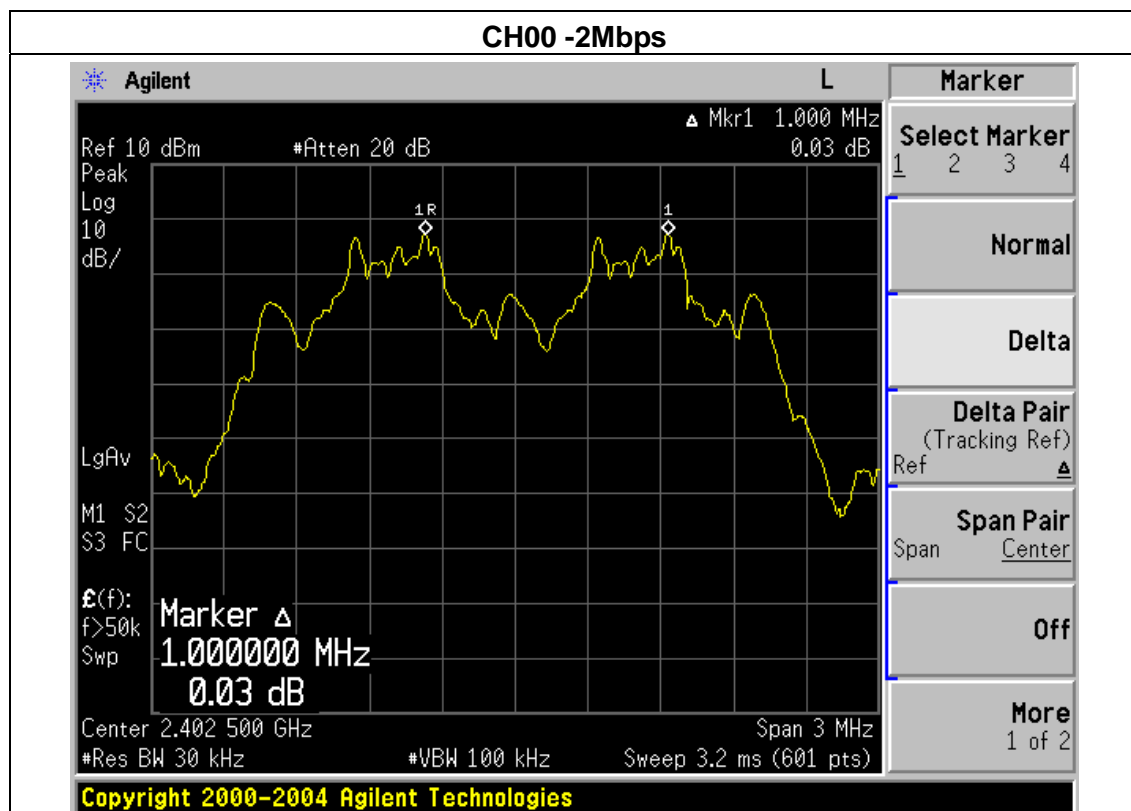 CH00 -2Mbps
Agilent L Marker
Δ Mkr1 1.000 MHz
Ref 10 dBm #Atten 20 dB 0.03 dB
Peak
Log
10
dB/
1R
1
LgAv
M1 S2
S3 FC
£(f):
f>50k
Swp
Marker Δ
1.000000 MHz
0.03 dB
Center 2.402 500 GHz Span 3 MHz
#Res BW 30 kHz #VBW 100 kHz Sweep 3.2 ms (601 pts)
Copyright 2000-2004 Agilent Technologies
Select Marker
1 2 3 4
Normal
Delta
Delta Pair
(Tracking Ref)
Ref Δ
Span Pair
Span Center
Off
More
1 of 2